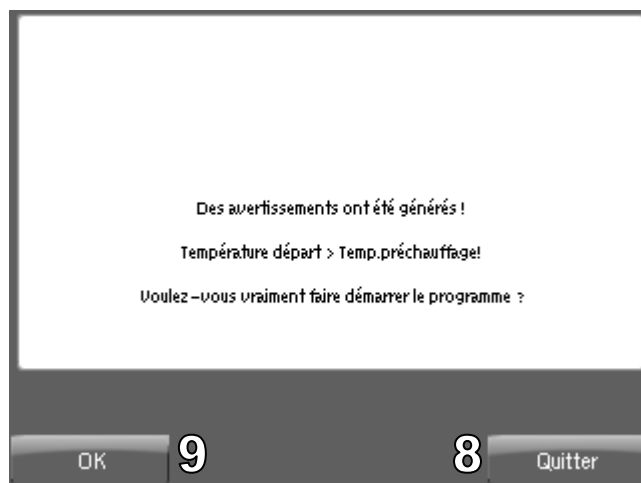 Des avertissements ont été générés !
Température départ > Temp.préchauffage!
Voulez-vous vraiment faire démarrer le programme ?
OK 9 8 Quitter